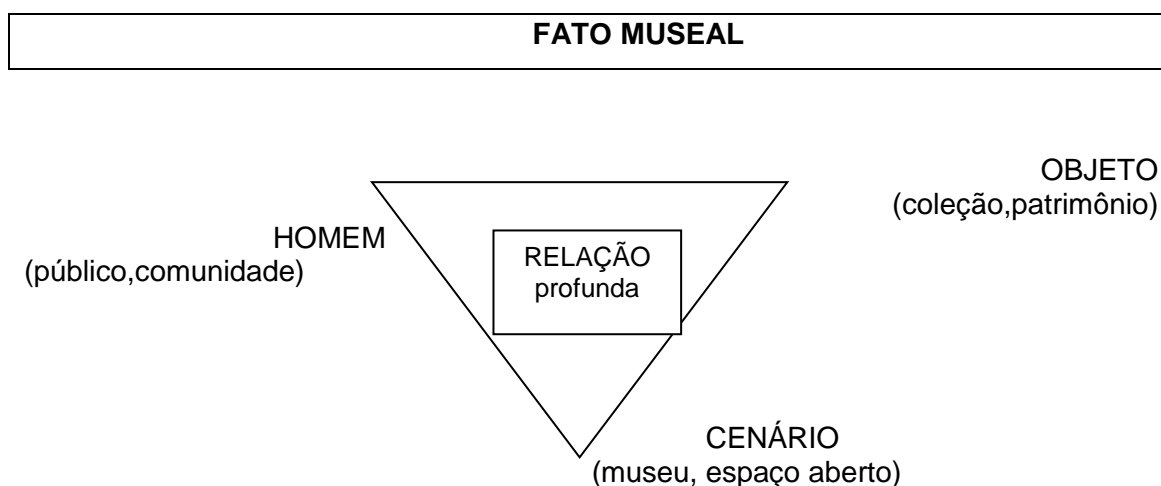 FATO MUSEAL
OBJETO
(coleção,patrimônio)
HOMEM
(público,comunidade)
RELAÇÃO
profunda
CENÁRIO
(museu, espaço aberto)